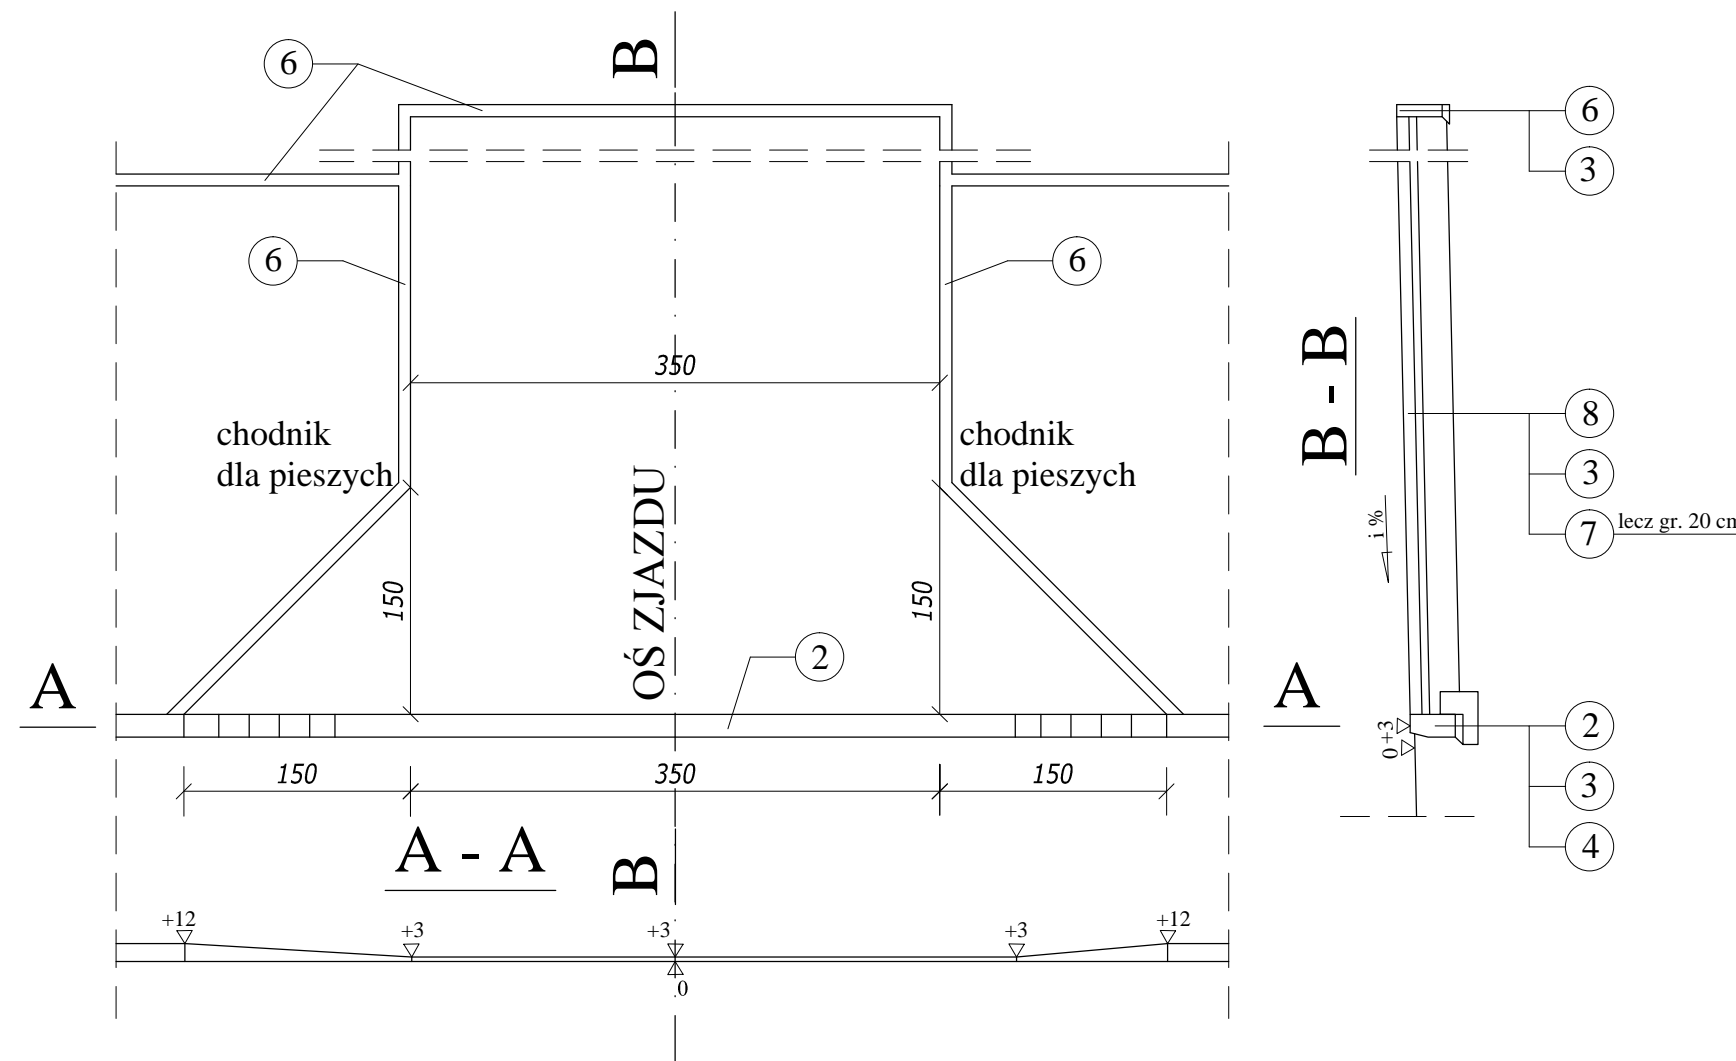 6
B
6
3
6
6
350
chodnik
dla pieszych
chodnik
dla pieszych
B - B
8
3
7
lecz gr. 20 cm
i %
150
150
OŚ ZJAZDU
2
A
A
2
3
4
+3
0
150
350
150
A - A
B
+12
+3
+3
+3
+12
0